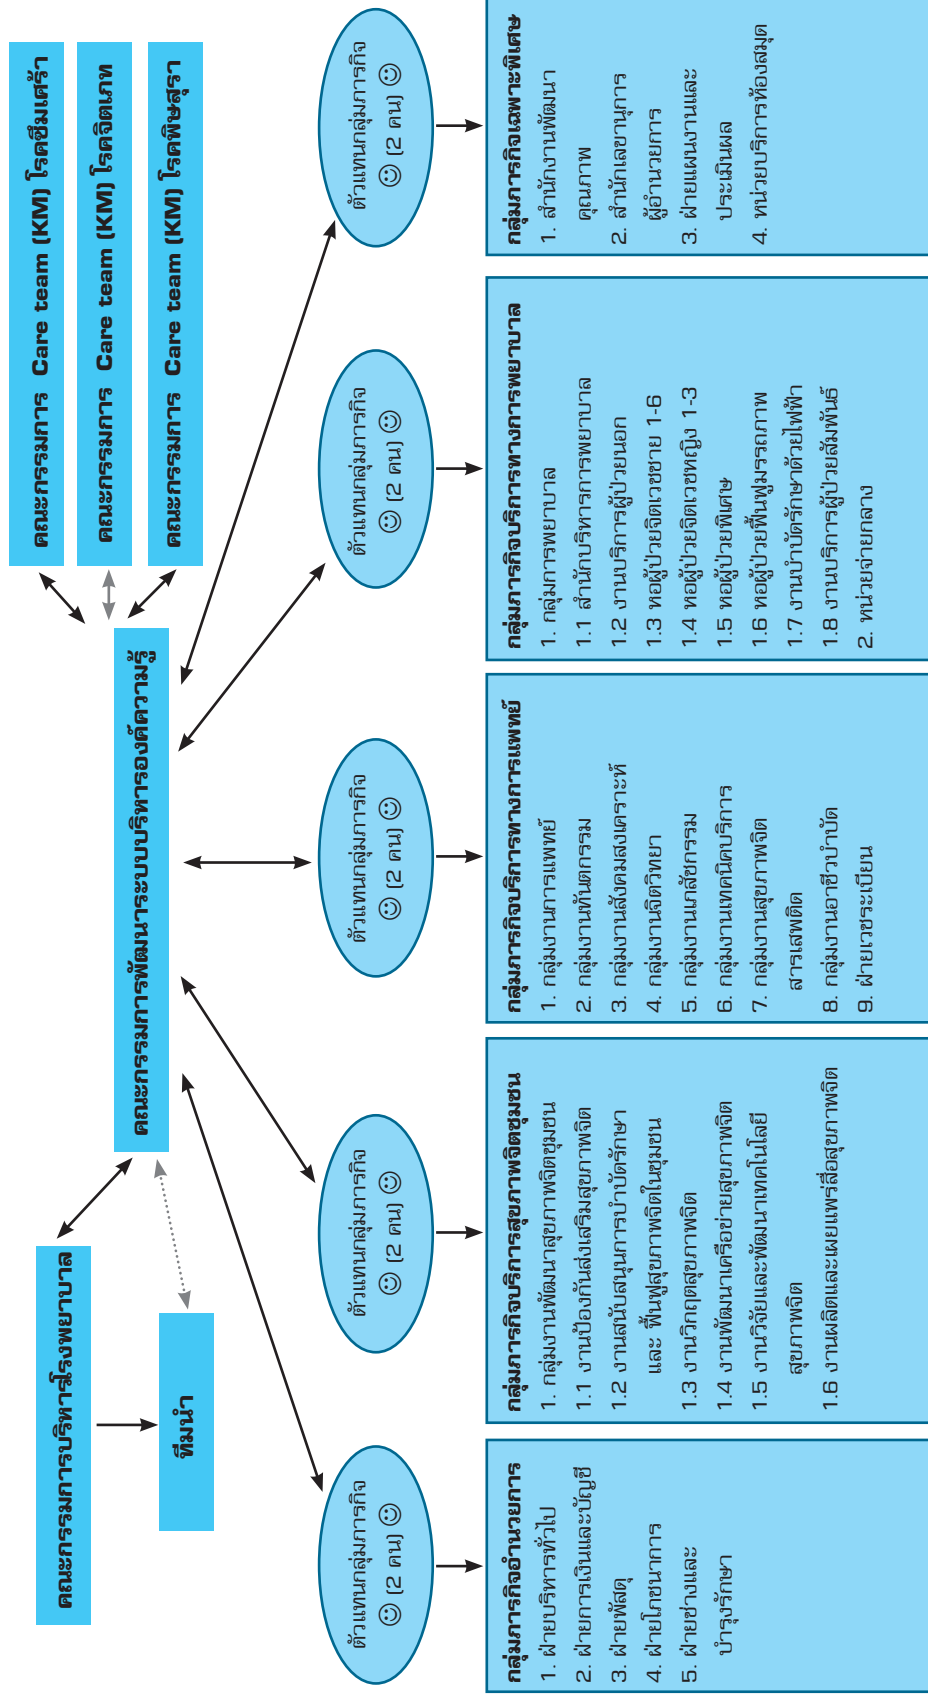 คณะกรรมการบริหารโรงพยาบาล
ทีมนำ
คณะกรรมการพัฒนาระบบบริหารองค์ความรู้
คณะกรรมการ Care team (KM) โรคซึมเศร้า
คณะกรรมการ Care team (KM) โรคจิตเภท
คณะกรรมการ Care team (KM) โรคพิษสุรา
ตัวแทนกลุ่มภารกิจ
☺ (2 คน) ☺
ตัวแทนกลุ่มภารกิจ
☺ (2 คน) ☺
ตัวแทนกลุ่มภารกิจ
☺ (2 คน) ☺
ตัวแทนกลุ่มภารกิจ
☺ (2 คน) ☺
ตัวแทนกลุ่มภารกิจ
☺ (2 คน) ☺
กลุ่มภารกิจอำนวยการ
1. ฝ่ายบริหารทั่วไป
2. ฝ่ายการเงินและบัญชี
3. ฝ่ายพัสดุ
4. ฝ่ายโภชนาการ
5. ฝ่ายช่างและ
บำรุงรักษา
กลุ่มภารกิจบริการสุขภาพจิตชุมชน
1. กลุ่มงานพัฒนาสุขภาพจิตชุมชน
1.1 งานป้องกันส่งเสริมสุขภาพจิต
1.2 งานสนับสนุนการบำบัดรักษา
และ ฟื้นฟูสุขภาพจิตในชุมชน
1.3 งานวิกฤตสุขภาพจิต
1.4 งานพัฒนาเครือข่ายสุขภาพจิต
1.5 งานวิจัยและพัฒนาเทคโนโลยี
สุขภาพจิต
1.6 งานผลิตและเผยแพร่สื่อสุขภาพจิต
กลุ่มภารกิจบริการทางการแพทย์
1. กลุ่มงานการแพทย์
2. กลุ่มงานทันตกรรม
3. กลุ่มงานสังคมสงเคราะห์
4. กลุ่มงานจิตวิทยา
5. กลุ่มงานเภสัชกรรม
6. กลุ่มงานเทคนิคบริการ
7. กลุ่มงานสุขภาพจิต
สารเสพติด
8. กลุ่มงานอาชีวบำบัด
9. ฝ่ายเวชระเบียน
กลุ่มภารกิจบริการทางการพยาบาล
1. กลุ่มการพยาบาล
1.1 สำนักบริหารการพยาบาล
1.2 งานบริการผู้ป่วยนอก
1.3 หอผู้ป่วยจิตเวชชาย 1-6
1.4 หอผู้ป่วยจิตเวชหญิง 1-3
1.5 หอผู้ป่วยพิเศษ
1.6 หอผู้ป่วยฟื้นฟูมรรถภาพ
1.7 งานบำบัดรักษาด้วยไฟฟ้า
1.8 งานบริการผู้ป่วยสัมพันธ์
2. หน่วยจ่ายกลาง
กลุ่มภารกิจเฉพาะพิเศษ
1. สำนักงานพัฒนา
คุณภาพ
2. สำนักเลขานุการ
ผู้อำนวยการ
3. ฝ่ายแผนงานและ
ประเมินผล
4. หน่วยบริการห้องสมุด